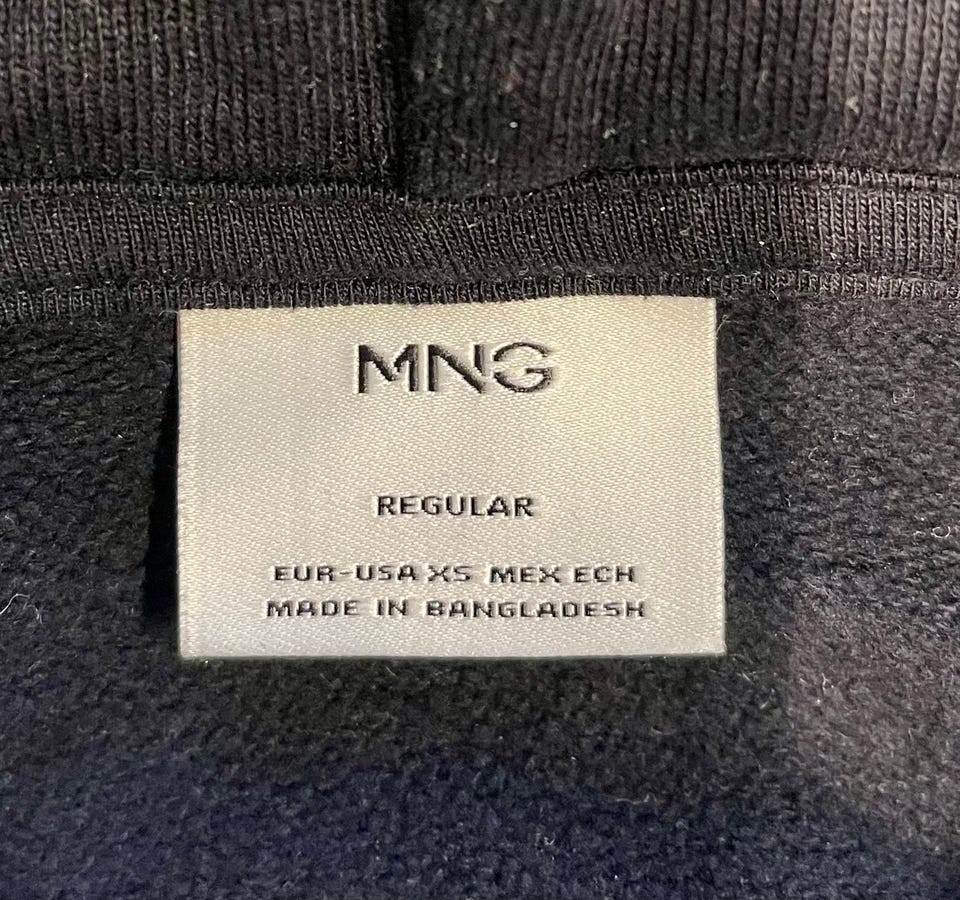 MNG
REGULAR
EUR-USA XS MEX ECH
MADE IN BANGLADESH